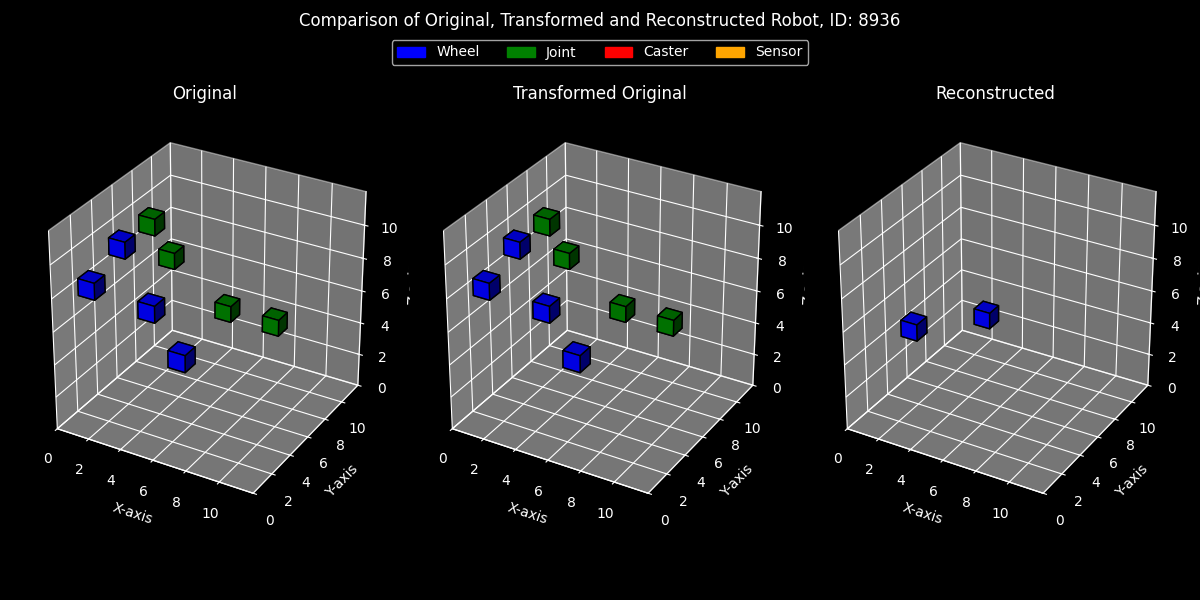 Comparison of Original, Transformed and Reconstructed Robot, ID: 8936
Wheel Joint Caster Sensor
Original Transformed Original Reconstructed
10 10 10
8 8 8
6 6 6
4 4 4
2 2 2
0 0 0
10 10 10
8 8 8
6 6 6
4 4 4
2 2 2
0 0 0
0 2 4 6 8 10 0 2 4 6 8 10 0 2 4 6 8 10
X-axis Y-axis X-axis Y-axis X-axis Y-axis